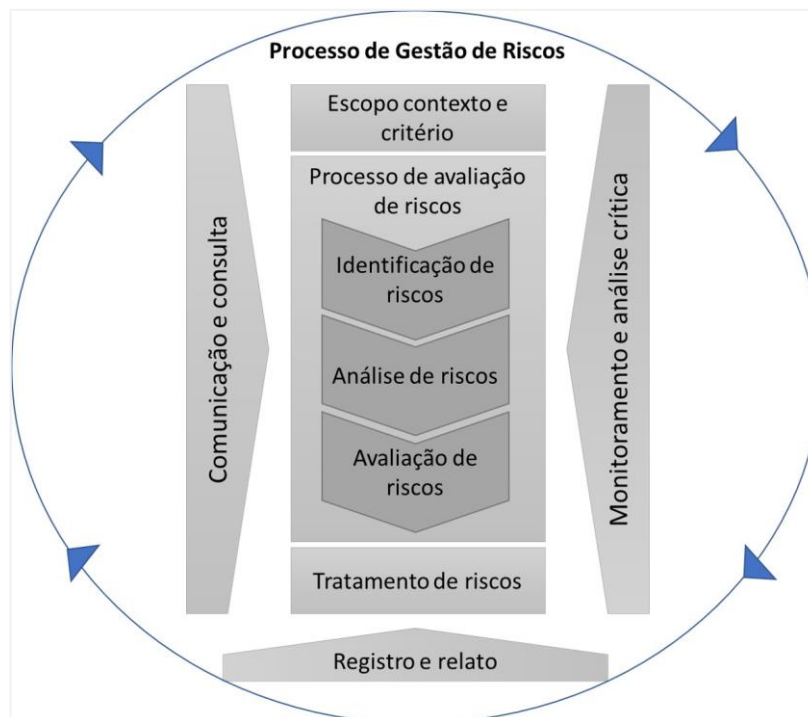 Processo de Gestão de Riscos
Escopo contexto e
critério
Processo de avaliação
de riscos
Identificação de
riscos
Análise de riscos
Avaliação de
riscos
Tratamento de riscos
Comunicação e consulta
Monitoramento e análise crítica
Registro e relato